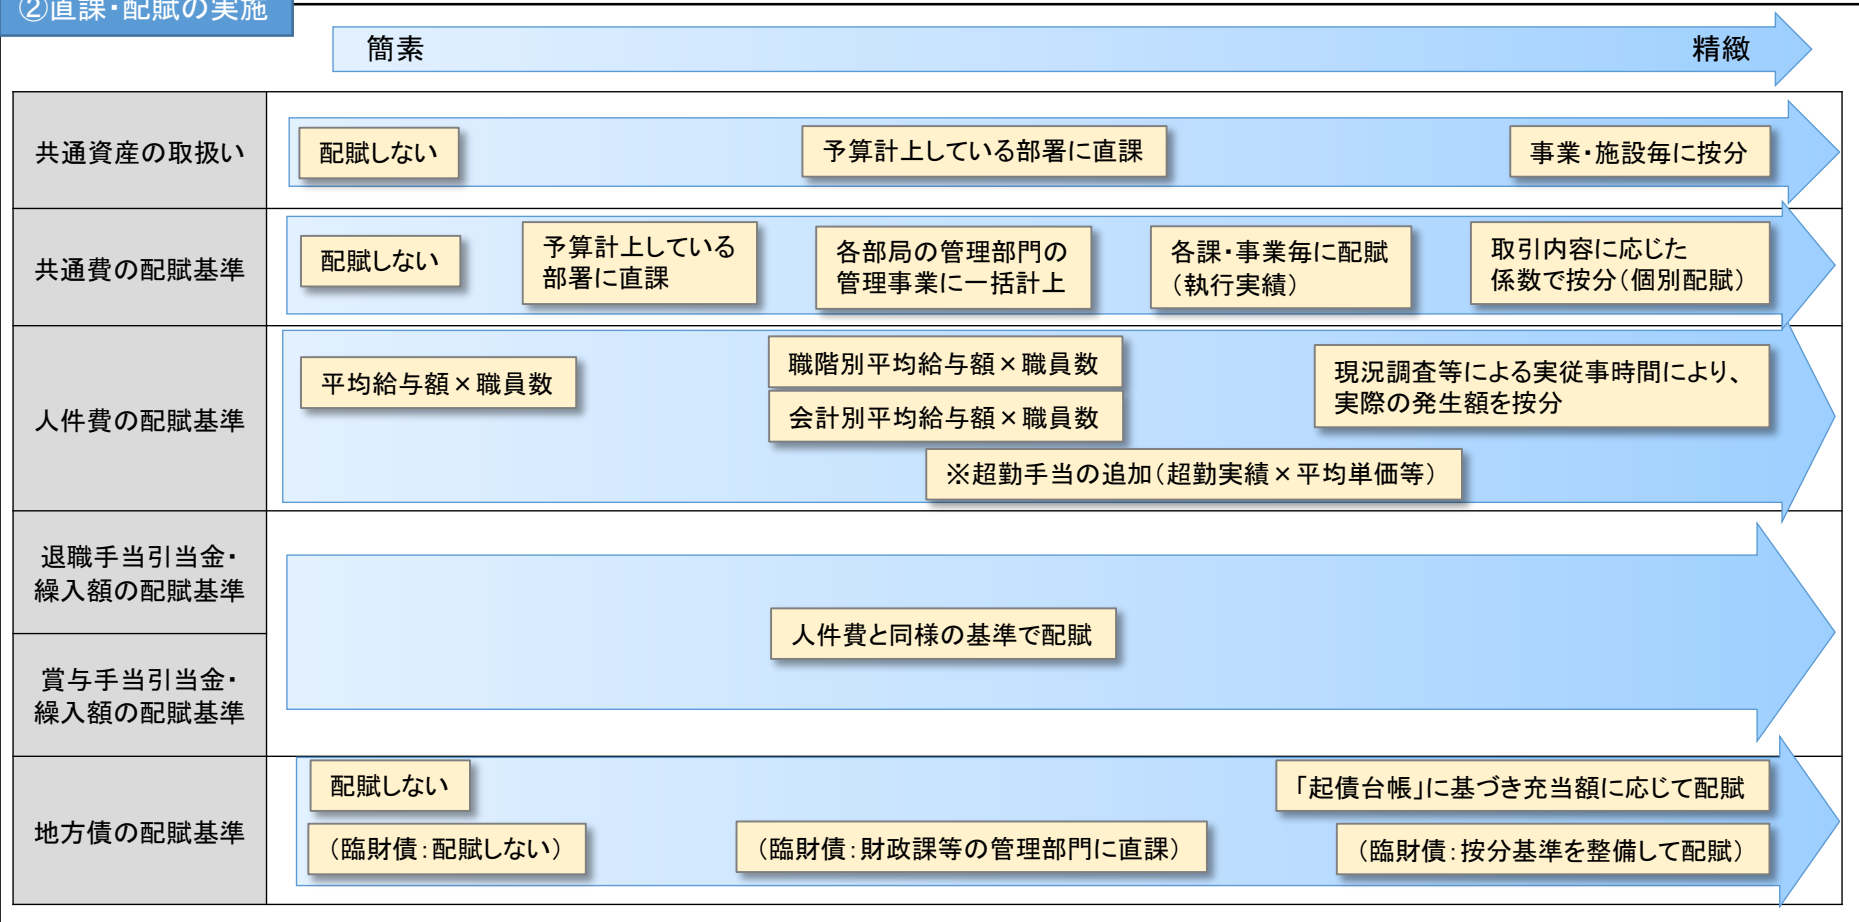 ②直課・配賦の実施
簡素
精緻
共通資産の取扱い
配賦しない
予算計上している部署に直課
事業・施設毎に按分
共通費の配賦基準
配賦しない
予算計上している
部署に直課
各部局の管理部門の
管理事業に一括計上
各課・事業毎に配賦
（執行実績）
取引内容に応じた
係数で按分（個別配賦）
人件費の配賦基準
平均給与額×職員数
職階別平均給与額×職員数
会計別平均給与額×職員数
現況調査等による実従事時間により、
実際の発生額を按分
※超勤手当の追加（超勤実績×平均単価等）
退職手当引当金・
繰入額の配賦基準
賞与手当引当金・
繰入額の配賦基準
人件費と同様の基準で配賦
地方債の配賦基準
配賦しない
「起債台帳」に基づき充当額に応じて配賦
（臨財債：配賦しない）
（臨財債：財政課等の管理部門に直課）
（臨財債：按分基準を整備して配賦）